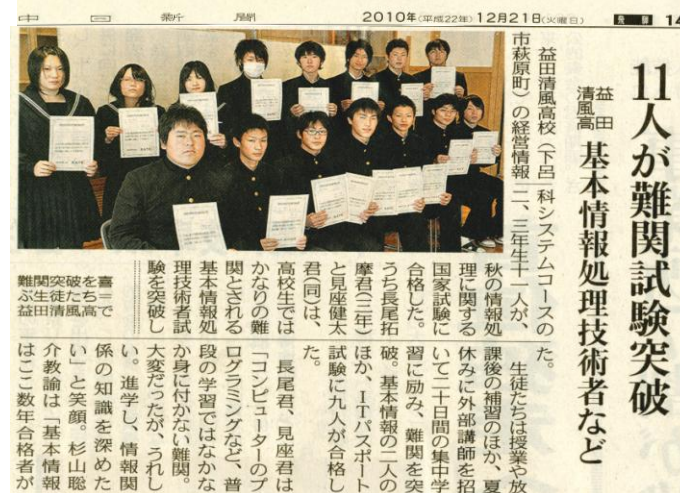 中日新聞
2010年(平成22年)12月21日(火曜日)
飛騨
14
11人が難関試験突破
益田清風高
基本情報処理技術者など
益田清風高校(下呂
市萩原町)の経営情報
科システムコースの
二、三年生十一人が、
秋の情報処
理に関する
国家試験に
合格した。
うち長尾拓
摩君(三年)
と見座健太
君(同)は、
高校生では
かなりの難
関とされる
基本情報処
理技術者試
験を突破し
た。
生徒たちは授業や放
課後の補習のほか、夏
休みに外部講師を招
いて二十日間の集中学
習に励み、難関を突
破。基本情報の二人の
ほか、ITパスポート
試験に九人が合格し
た。
長尾君、見座君は
「コンピューターのプ
ログラミングなど、普
段の学習ではなかな
か身に付かない難関。
大変だったが、うれし
い。進学し、情報関
係の知識を深めた
い」と笑顔。杉山聡
介教諭は「基本情報
はここ数年合格者が
難関突破を喜
ぶ生徒たち＝
益田清風高で